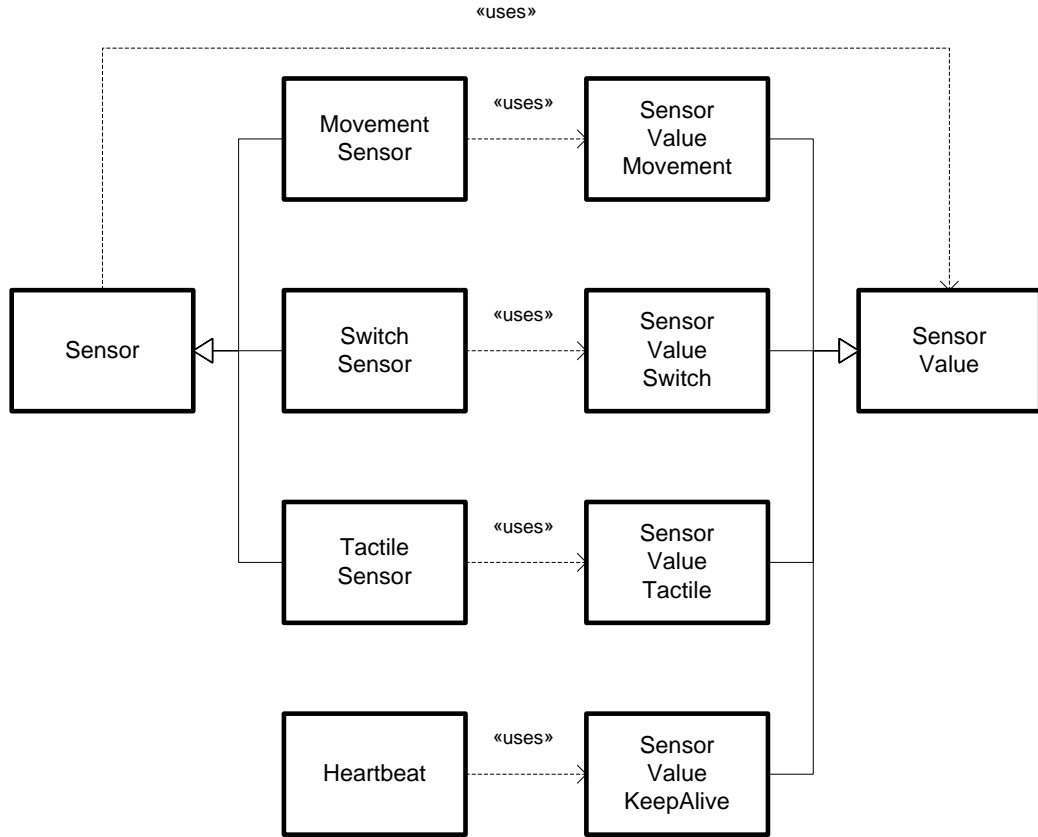 «uses»
Movement
Sensor
«uses»
Sensor
Value
Movement
Sensor
Switch
Sensor
«uses»
Sensor
Value
Switch
Sensor
Value
Tactile
Sensor
«uses»
Sensor
Value
Tactile
Heartbeat
«uses»
Sensor
Value
KeepAlive